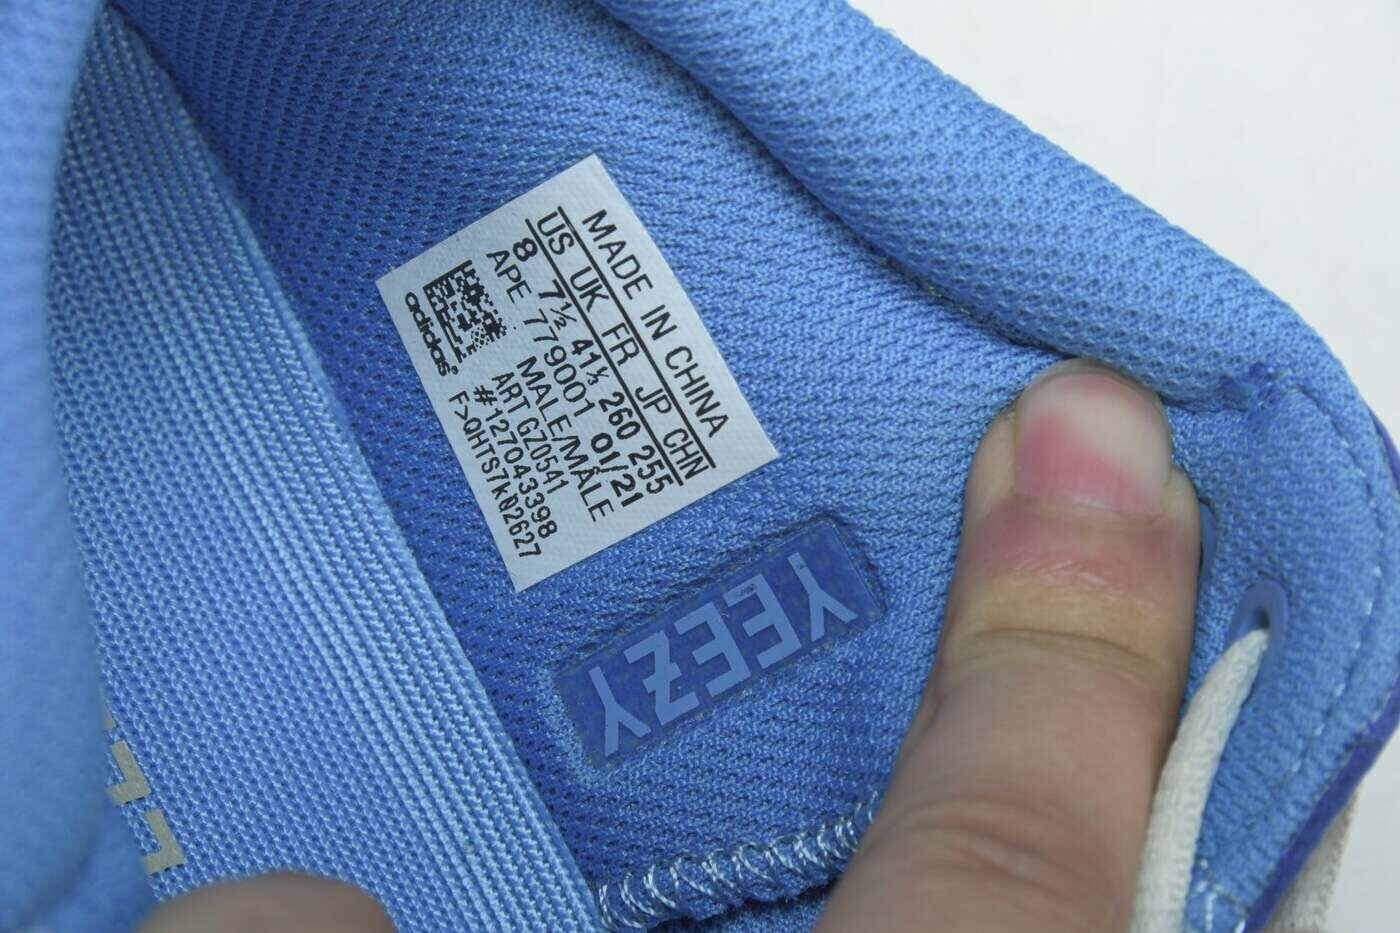 MADE IN CHINA
US UK FR JP CHN
8 7½ 41⅓ 260 255
APE 779001 01/21
MALE/MÂLE
ART GZ0541
#127043398
F>QHTS7k02627
adidas
YEEZY